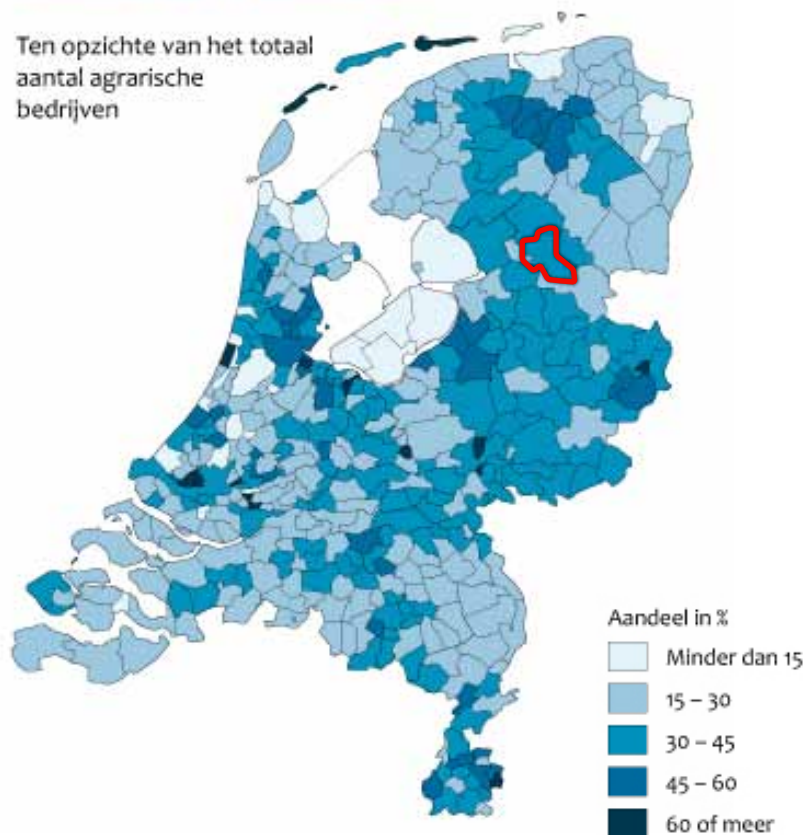 Ten opzichte van het totaal
aantal agrarische
bedrijven
Aandeel in %
Minder dan 15
15 – 30
30 – 45
45 – 60
60 of meer